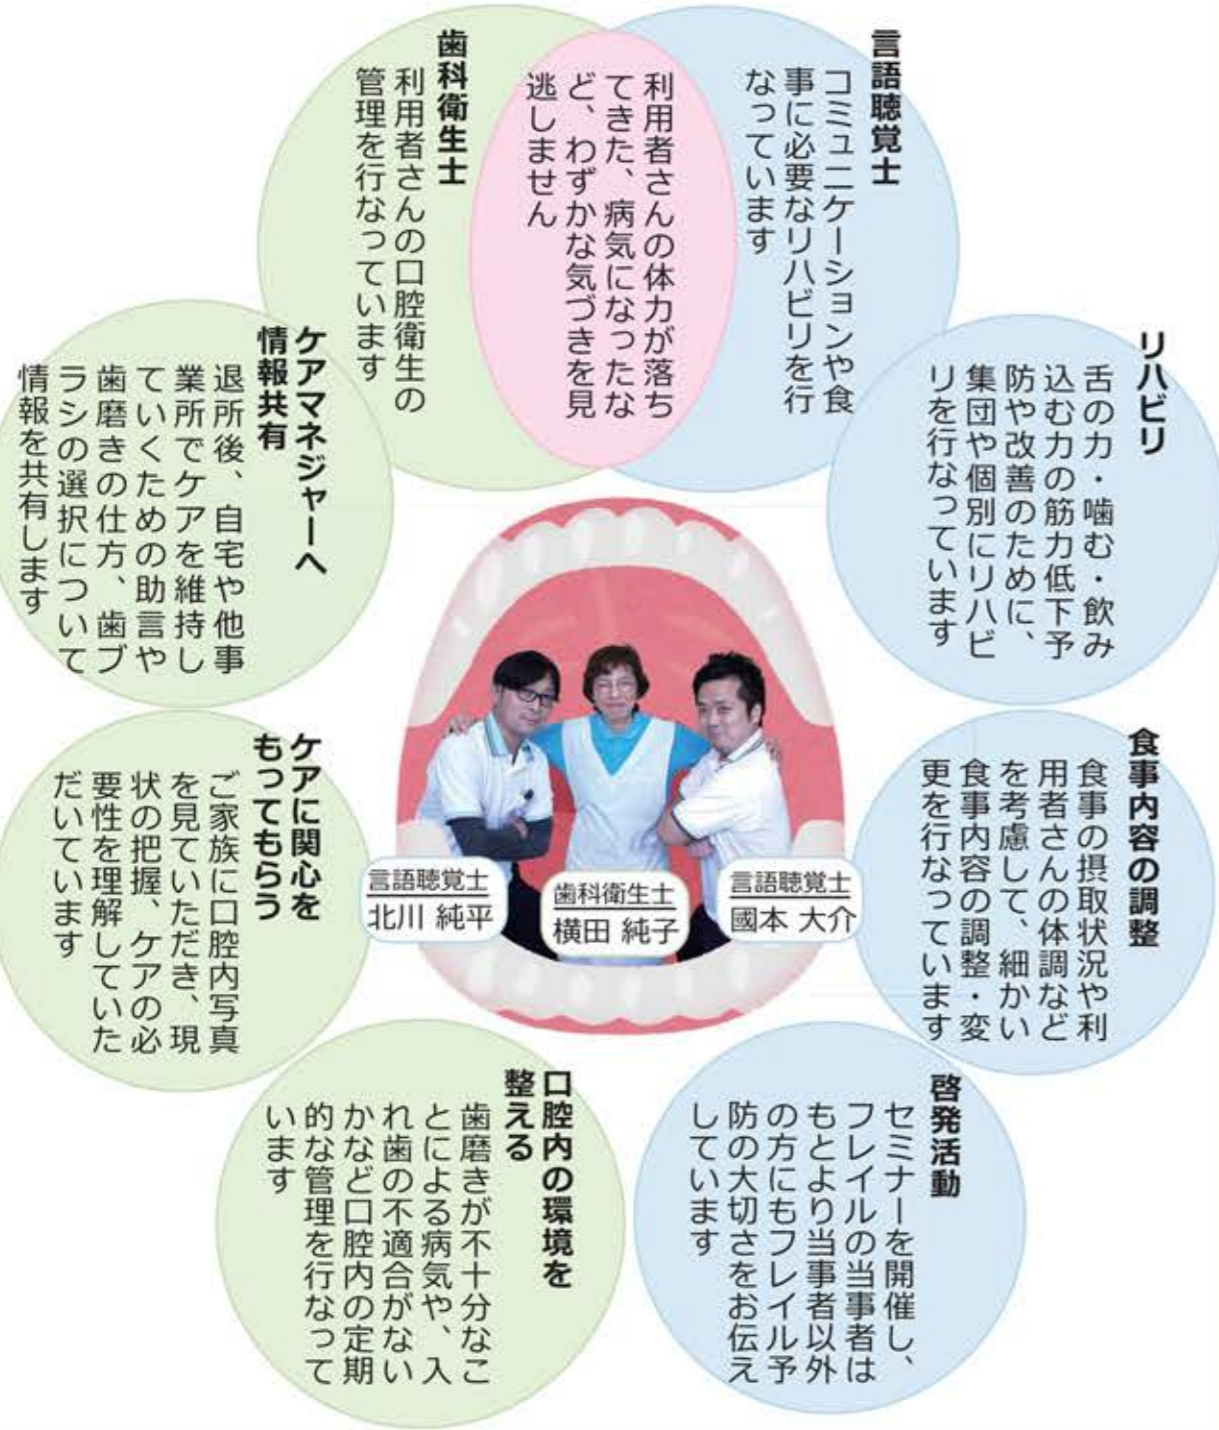 言語聴覚士
コミュニケーションや食
事に必要なリハビリを行
なっています
利用者さんの体力が落ち
てきた、病気になったな
ど、わずかな気づきを見
逃しません
歯科衛生士
利用者さんの口腔衛生の
管理を行なっています
リハビリ
舌の力・噛む・飲み
込む力の筋力低下予
防や改善のために、
集団や個別にリハビ
リを行なっています
ケアマネジャーへ
情報共有
退所後、自宅や他事
業所でケアを維持し
ていくための助言や
歯磨きの仕方、歯ブ
ラシの選択について
情報を共有します
食事内容の調整
食事の摂取状況や利
用者さんの体調など
を考慮して、細かい
食事内容の調整・変
更を行なっています
ケアに関心を
もってもらう
ご家族に口腔内写真
を見ていただき、現
状の把握、ケアの必
要性を理解していた
だいています
言語聴覚士
北川 純平
歯科衛生士
横田 純子
言語聴覚士
國本 大介
啓発活動
セミナーを開催し、
フレイルの当事者は
もとより当事者以外
の方にもフレイル予
防の大切さをお伝え
しています
口腔内の環境を
整える
歯磨きが不十分なこ
とによる病気や、入
れ歯の不適合がない
かなど口腔内の定期
的な管理を行なって
います